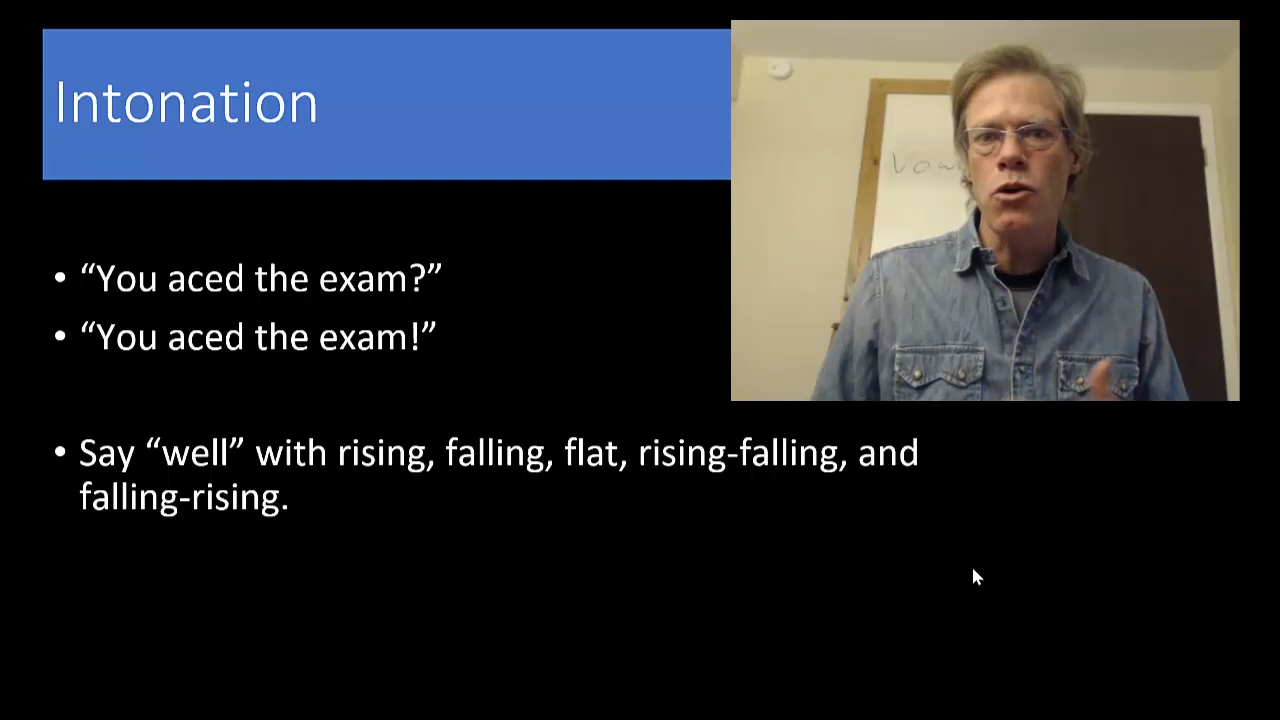 Intonation
• “You aced the exam?”
• “You aced the exam!”
• Say “well” with rising, falling, flat, rising-falling, and
falling-rising.